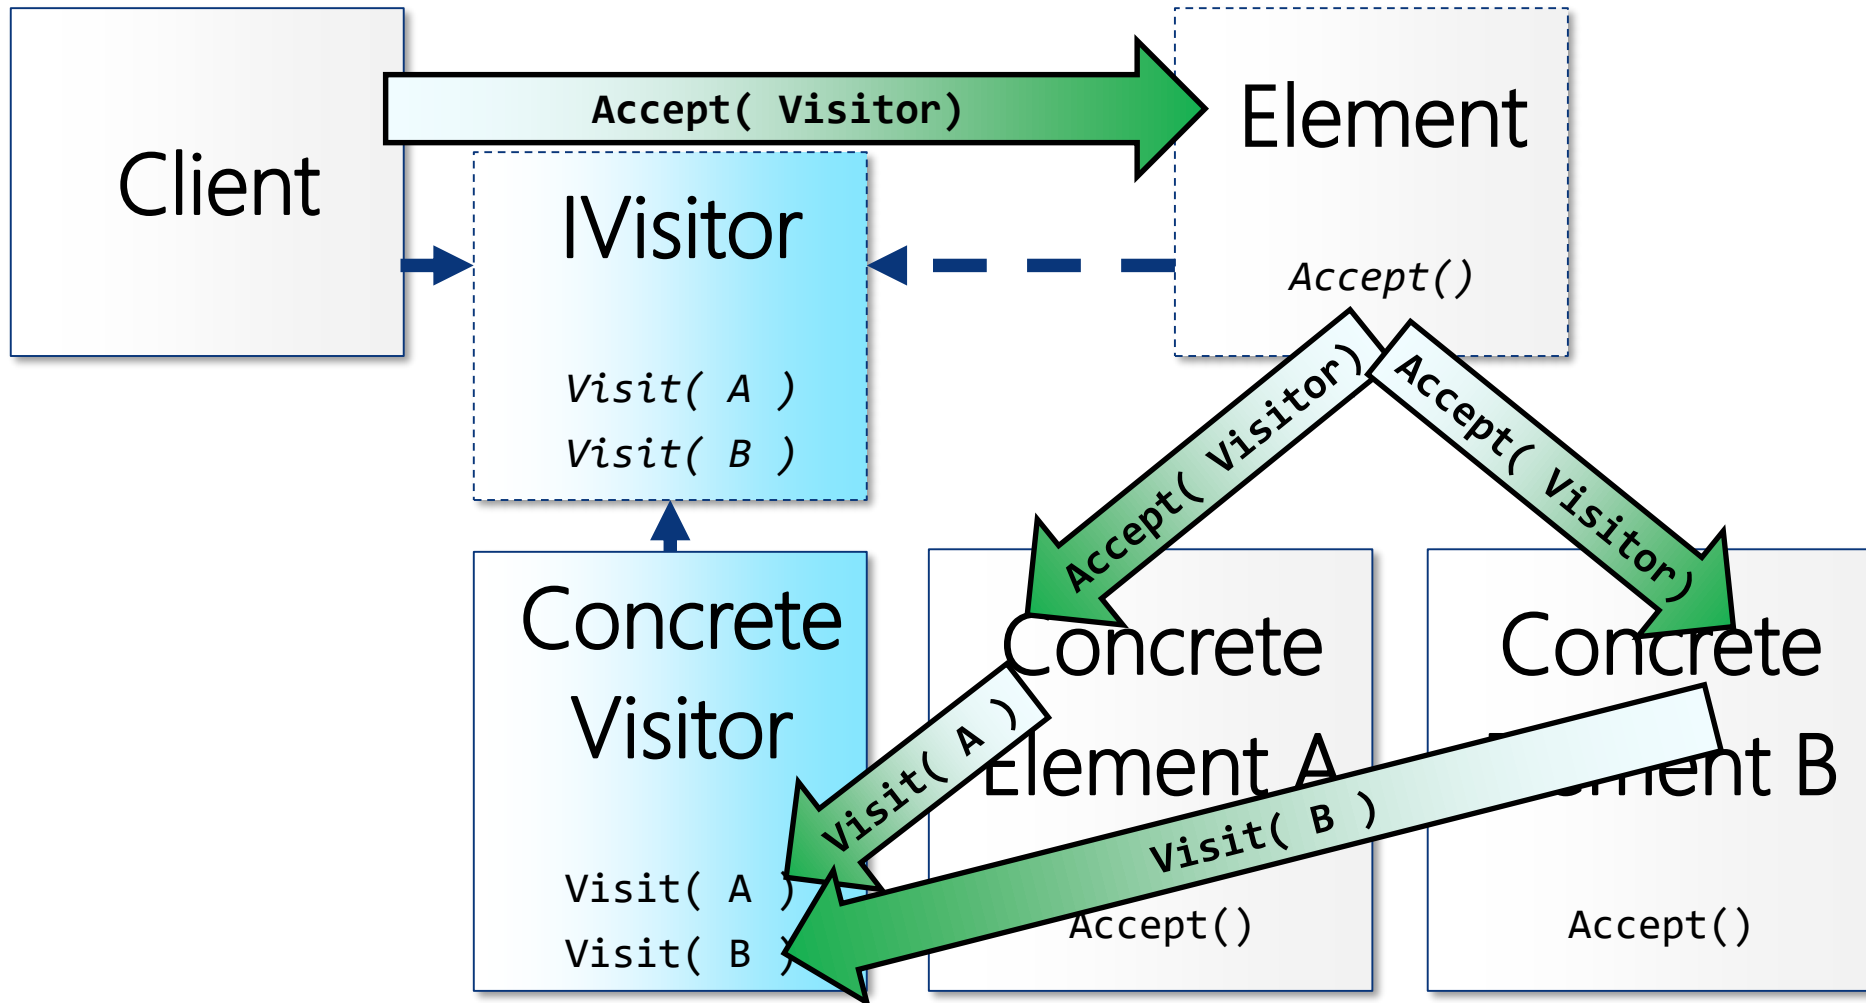 Client
Accept( Visitor)
Element
Accept()
IVisitor
Visit( A )
Visit( B )
Accept( Visitor)
Accept( Visitor)
Concrete
Visitor
Visit( A )
Visit( B )
Concrete
Element A
Accept()
Concrete
B
Accept()
Visit( A )
Visit( B )